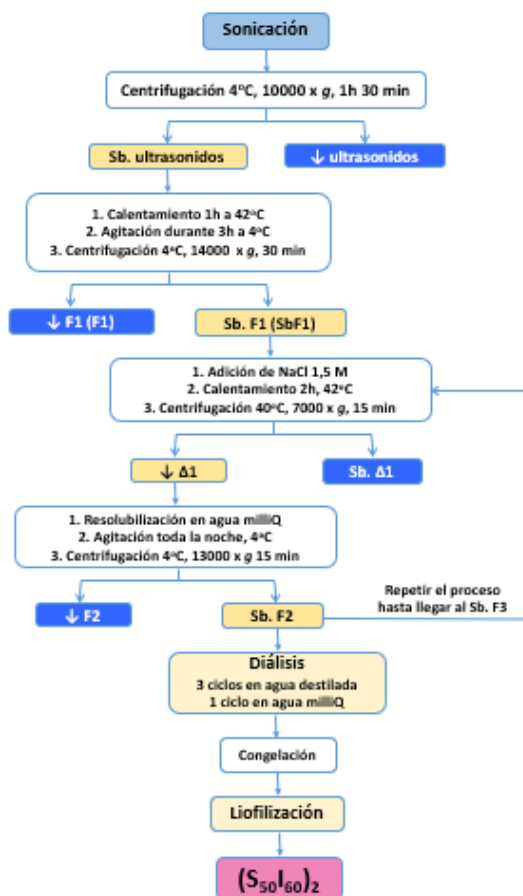 Sonicación
Centrifugación 4ºC, 10000 x g, 1h 30 min
Sb. ultrasonidos
↓ ultrasonidos
1. Calentamiento 1h a 42ºC
2. Agitación durante 3h a 4ºC
3. Centrifugación 4ºC, 14000 x g, 30 min
↓ F1 (F1)
Sb. F1 (SbF1)
1. Adición de NaCl 1,5 M
2. Calentamiento 2h, 42ºC
3. Centrifugación 40ºC, 7000 x g, 15 min
↓ Δ1
Sb. Δ1
1. Resolubilización en agua milliQ
2. Agitación toda la noche, 4ºC
3. Centrifugación 4ºC, 13000 x g 15 min
↓ F2
Sb. F2
Repetir el proceso
hasta llegar al Sb. F3
Diálisis
3 ciclos en agua destilada
1 ciclo en agua milliQ
Congelación
Liofilización
(S₅₀I₆₀)₂